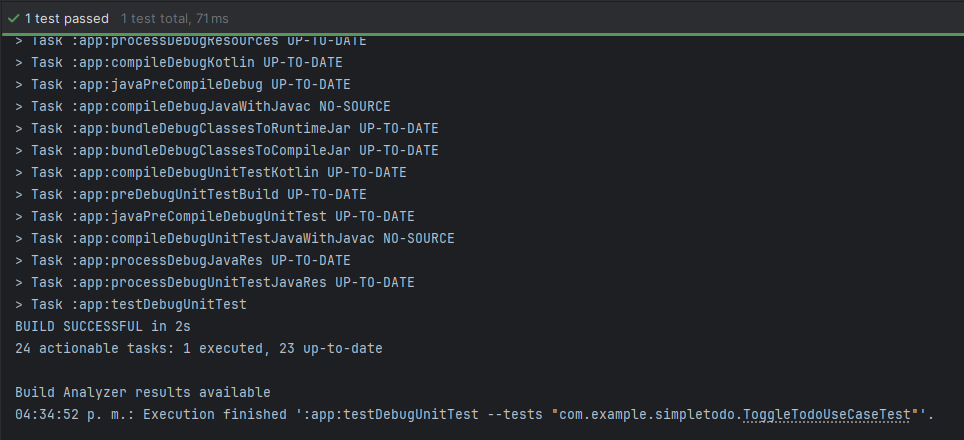 1 test passed 1 test total, 71 ms
> Task :app:processDebugResources UP-TO-DATE
> Task :app:compileDebugKotlin UP-TO-DATE
> Task :app:javaPreCompileDebug UP-TO-DATE
> Task :app:compileDebugJavaWithJavac NO-SOURCE
> Task :app:bundleDebugClassesToRuntimeJar UP-TO-DATE
> Task :app:bundleDebugClassesToCompileJar UP-TO-DATE
> Task :app:compileDebugUnitTestKotlin UP-TO-DATE
> Task :app:preDebugUnitTestBuild UP-TO-DATE
> Task :app:javaPreCompileDebugUnitTest UP-TO-DATE
> Task :app:compileDebugUnitTestJavaWithJavac NO-SOURCE
> Task :app:processDebugJavaRes UP-TO-DATE
> Task :app:processDebugUnitTestJavaRes UP-TO-DATE
> Task :app:testDebugUnitTest
BUILD SUCCESSFUL in 2s
24 actionable tasks: 1 executed, 23 up-to-date
Build Analyzer results available
04:34:52 p. m.: Execution finished ':app:testDebugUnitTest --tests "com.example.simpletodo.ToggleTodoUseCaseTest"'.